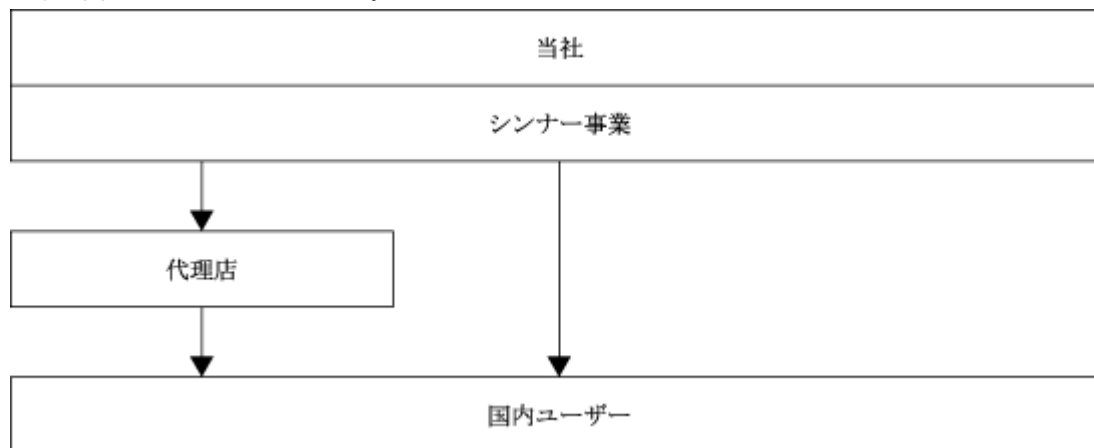 当社
シンナー事業
代理店
国内ユーザー